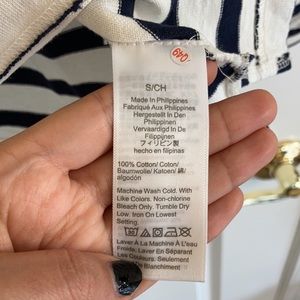 049
S/CH
Made In Philippines
Fabriqué Aux Philippines
Hergestellt In Den
Philippinen
Vervaardigd In De
Filippijnen
フィリピン製
hecho en filipinas
100% Cotton/ Coton/
Baumwolle/ Katoen/ 綿/
algodón
Machine Wash Cold. With
Like Colors. Non-chlorine
Bleach Only. Tumble Dry
Low. Iron On Lowest
Setting.
Laver À La Machine À L'eau
Froide. Laver En Séparant
Les Couleurs. Seulement
Blanchiment